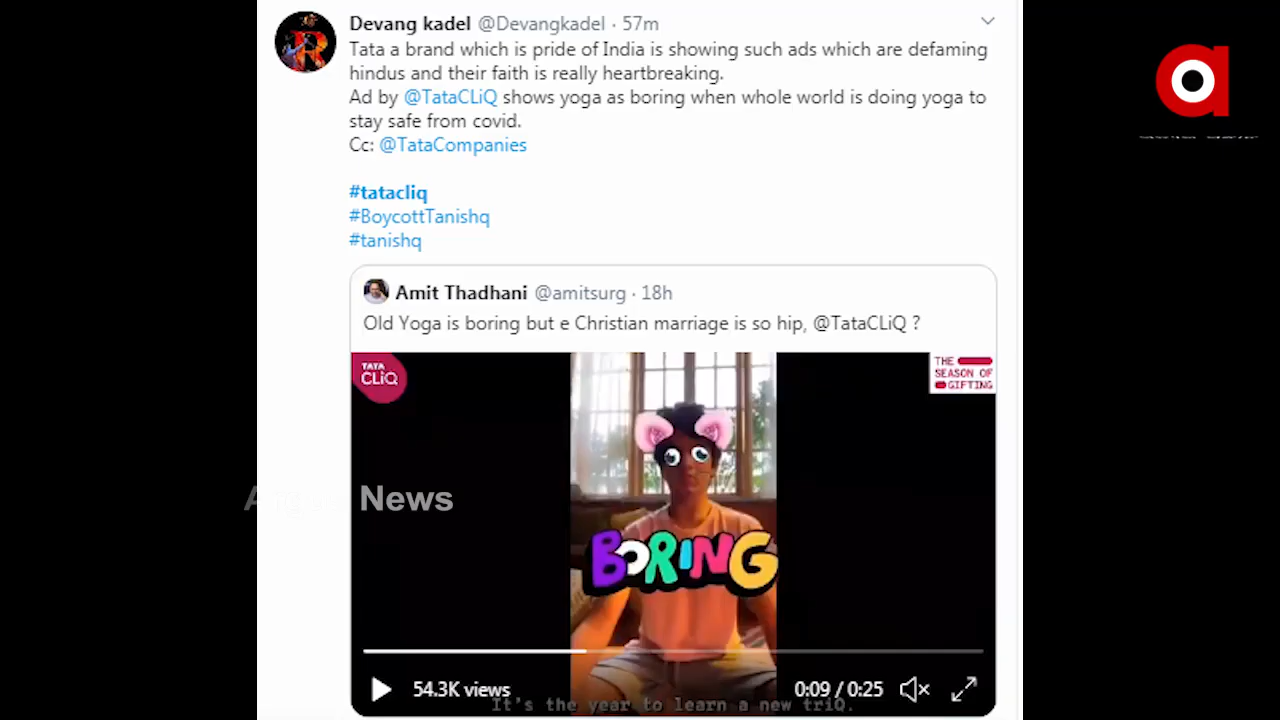 Devang kadel @Devangkadel · 57m
Tata a brand which is pride of India is showing such ads which are defaming
hindus and their faith is really heartbreaking.
Ad by @TataCLiQ shows yoga as boring when whole world is doing yoga to
stay safe from covid.
Cc: @TataCompanies
#tatacliq
#BoycottTanishq
#tanishq
Amit Thadhani @amitsurg · 18h
Old Yoga is boring but e Christian marriage is so hip, @TataCLiQ ?
TATA
CLiQ
THE
SEASON OF
GIFTING
News
BORING
54.3K views
0:09 / 0:25
It's the year to learn a new triQ.